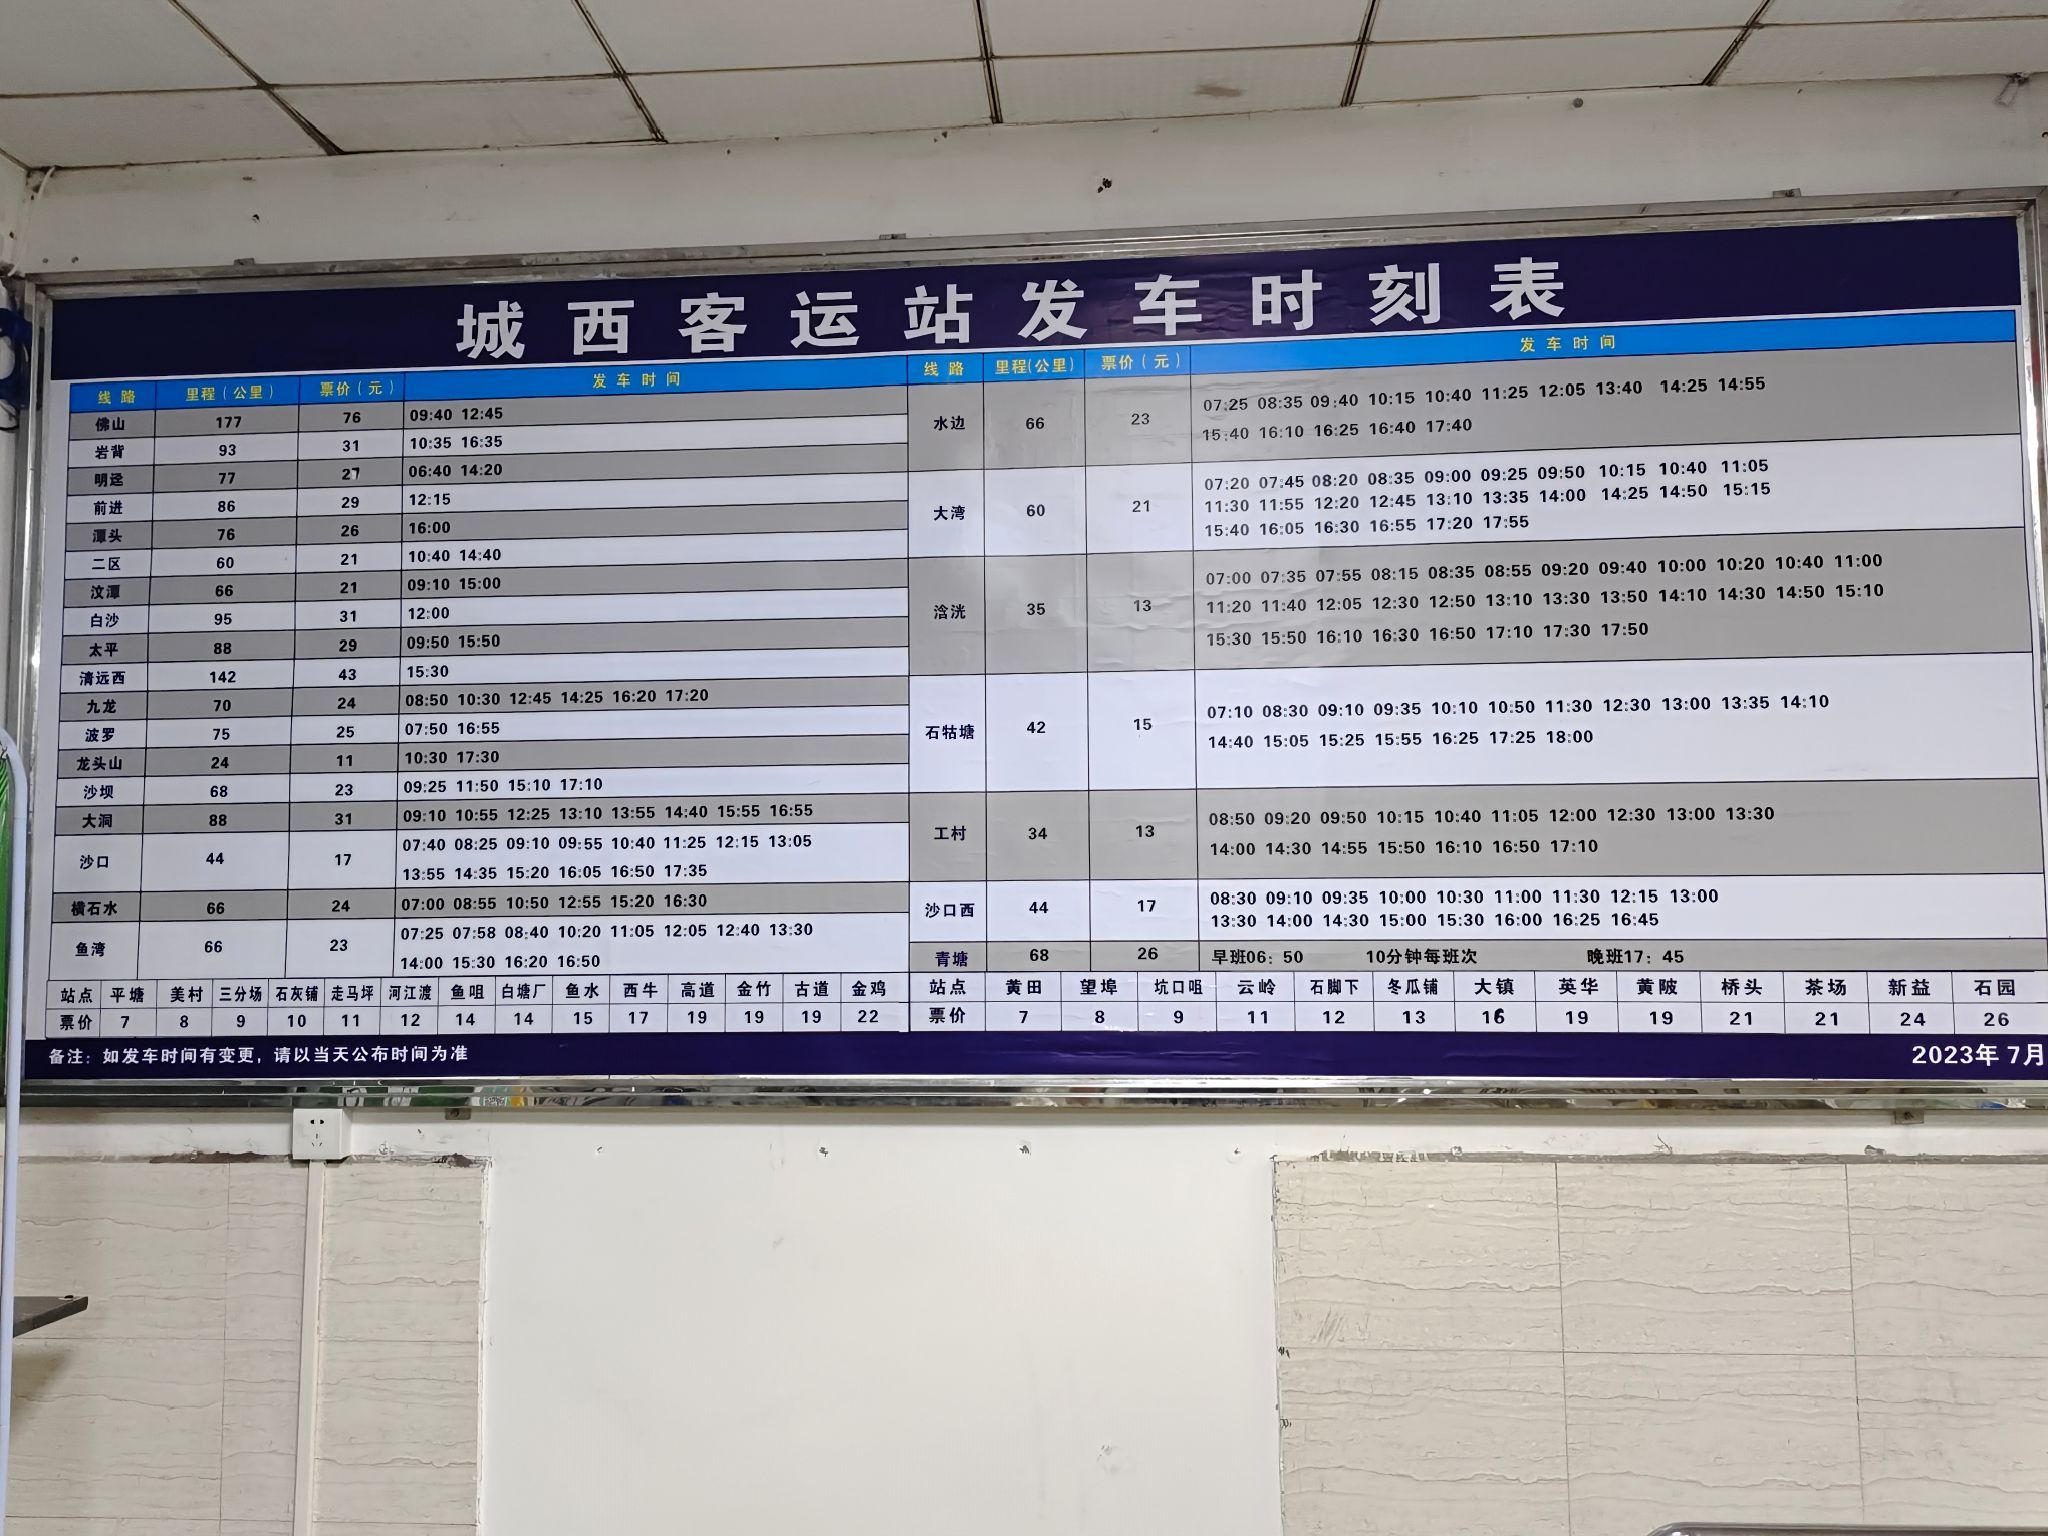 城西客运站发车时刻表
线路 里程(公里) 票价(元) 发车时间
佛山 177 76 09:40 12:45
岩背 93 31 10:35 16:35
明迳 77 27 06:40 14:20
前进 86 29 12:15
潭头 76 26 16:00
二区 60 21 10:40 14:40
汶潭 66 21 09:10 15:00
白沙 95 31 12:00
太平 88 29 09:50 15:50
清远西 142 43 15:30
九龙 70 24 08:50 10:30 12:45 14:25 16:20 17:20
波罗 75 25 07:50 16:55
龙头山 24 11 10:30 17:30
沙坝 68 23 09:25 11:50 15:10 17:10
大洞 88 31 09:10 10:55 12:25 13:10 13:55 14:40 15:55 16:55
沙口 44 17 07:40 08:25 09:10 09:55 10:40 11:25 12:15 13:05
13:55 14:35 15:20 16:05 16:50 17:35
横石水 66 24 07:00 08:55 10:50 12:55 15:20 16:30
鱼湾 66 23 07:25 07:58 08:40 10:20 11:05 12:05 12:40 13:30
14:00 15:30 16:20 16:50
站点 平塘 美村 三分场 石灰铺 走马坪 河江渡 鱼咀 白塘厂 鱼水 西牛 高道 金竹 古道 金鸡
票价 7 8 9 10 11 12 14 14 15 17 19 19 19 22
线路 里程(公里) 票价(元) 发车时间
水边 66 23 07:25 08:35 09:40 10:15 10:40 11:25 12:05 13:40 14:25 14:55
15:40 16:10 16:25 16:40 17:40
大湾 60 21 07:20 07:45 08:20 08:35 09:00 09:25 09:50 10:15 10:40 11:05
11:30 11:55 12:20 12:45 13:10 13:35 14:00 14:25 14:50 15:15
15:40 16:05 16:30 16:55 17:20 17:55
浛洸 35 13 07:00 07:35 07:55 08:15 08:35 08:55 09:20 09:40 10:00 10:20 10:40 11:00
11:20 11:40 12:05 12:30 12:50 13:10 13:30 13:50 14:10 14:30 14:50 15:10
15:30 15:50 16:10 16:30 16:50 17:10 17:30 17:50
石牯塘 42 15 07:10 08:30 09:10 09:35 10:10 10:50 11:30 12:30 13:00 13:35 14:10
14:40 15:05 15:25 15:55 16:25 17:25 18:00
工村 34 13 08:50 09:20 09:50 10:15 10:40 11:05 12:00 12:30 13:00 13:30
14:00 14:30 14:55 15:50 16:10 16:50 17:10
沙口西 44 17 08:30 09:10 09:35 10:00 10:30 11:00 11:30 12:15 13:00
13:30 14:00 14:30 15:00 15:30 16:00 16:25 16:45
青塘 68 26 早班06：50 10分钟每班次 晚班17：45
站点 黄田 望埠 坑口咀 云岭 石脚下 冬瓜铺 大镇 英华 黄陂 桥头 茶场 新益 石园
票价 7 8 9 11 12 13 16 19 19 21 21 24 26
备注：如发车时间有变更，请以当天公布时间为准
2023年7月